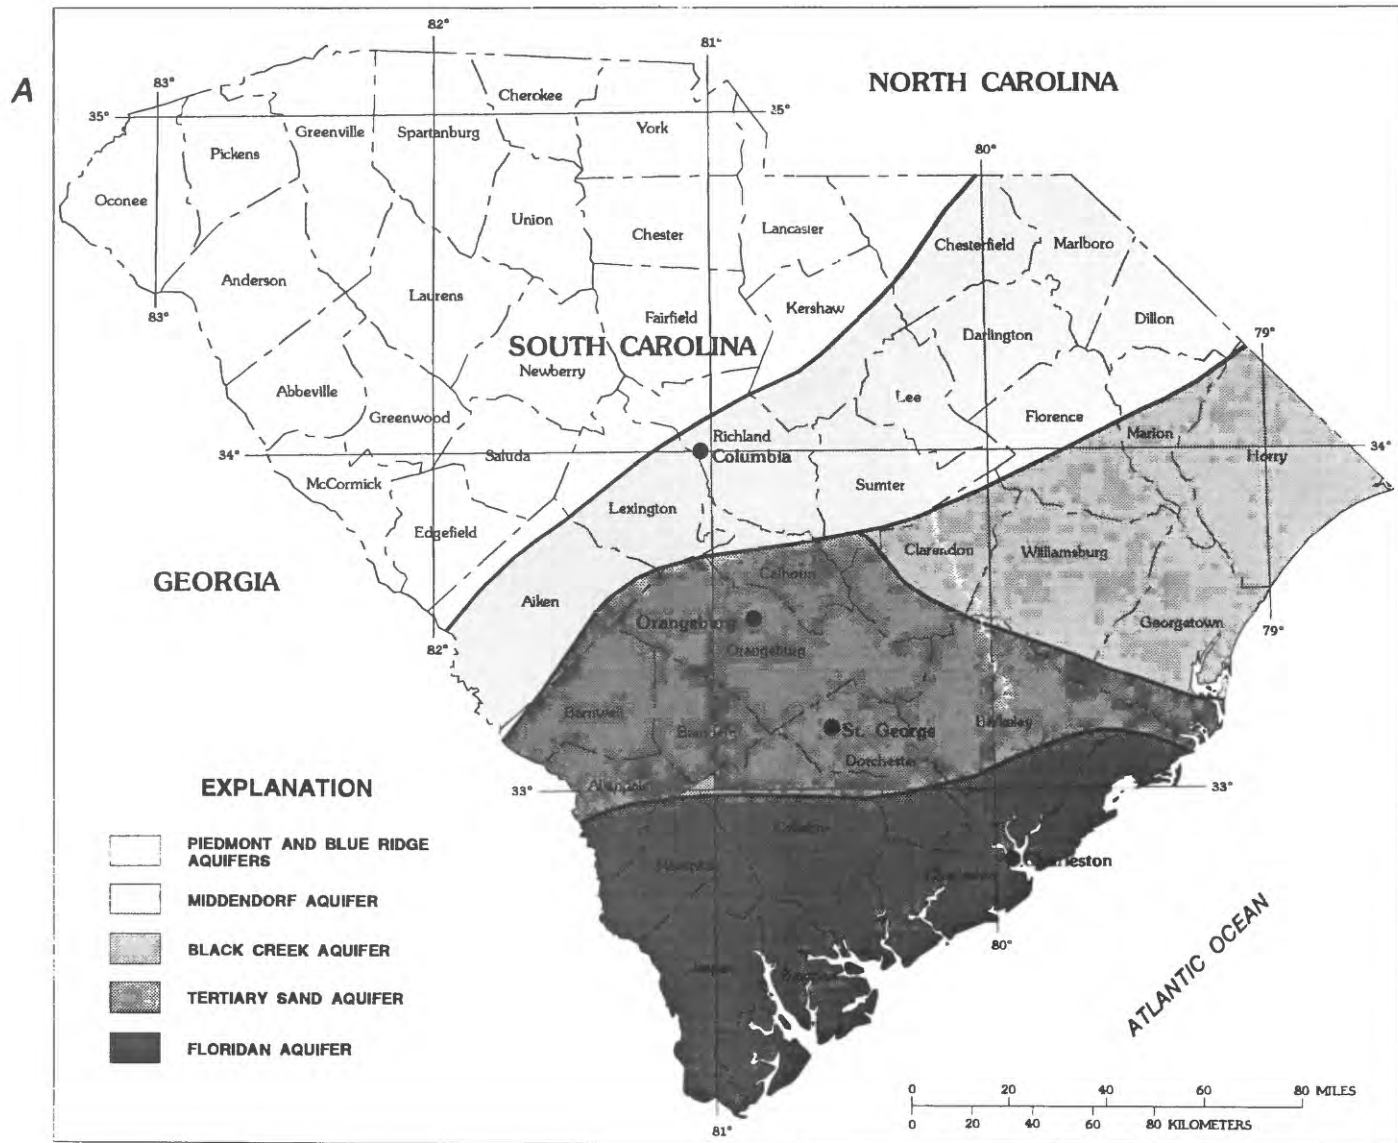 A
82°
81°
83°
NORTH CAROLINA
Cherokee
35°
Greenville
Spartanburg
York
Pickens
80°
Oconee
Union
Chester
Lancaster
Chesterfield
Marlboro
Anderson
Laurens
Fairfield
Kershaw
83°
Darlington
Dillon
79°
SOUTH CAROLINA
Newberry
Abbeville
Greenwood
Lee
Florence
Richland
Marion
34°
Saluda
Columbia
34°
Horry
McCormick
Sumter
Lexington
Edgefield
Clarendon
Williamsburg
GEORGIA
Calhoun
Aiken
Orangeburg
Georgetown
79°
82°
Orangeburg
Barnwell
Bamberg
St. George
Berkeley
Dorchester
Allendale
33°
33°
EXPLANATION
PIEDMONT AND BLUE RIDGE
AQUIFERS
Charleston
MIDDENDORF AQUIFER
BLACK CREEK AQUIFER
80°
TERTIARY SAND AQUIFER
FLORIDAN AQUIFER
ATLANTIC OCEAN
0 20 40 60 80 MILES
0 20 40 60 80 KILOMETERS
81°